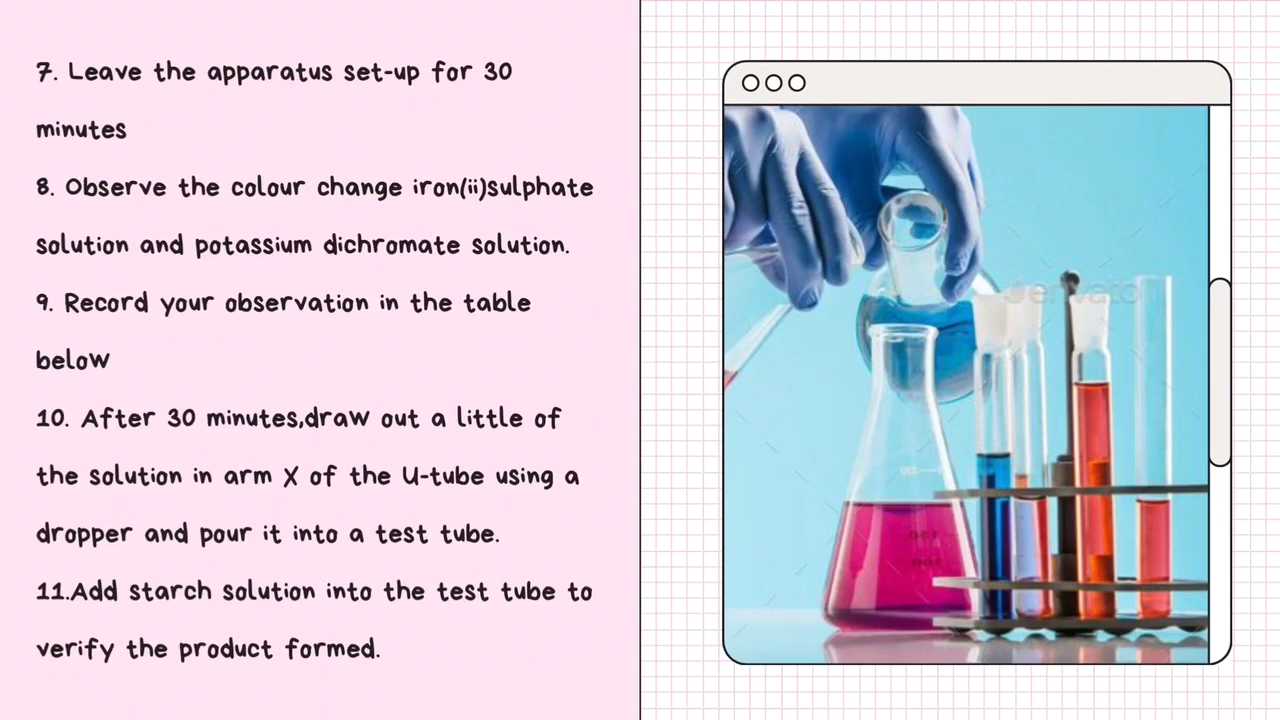 7. Leave the apparatus set-up for 30
minutes
8. Observe the colour change iron(ii)sulphate
solution and potassium dichromate solution.
9. Record your observation in the table
below
10. After 30 minutes,draw out a little of
the solution in arm X of the U-tube using a
dropper and pour it into a test tube.
11.Add starch solution into the test tube to
verify the product formed.
envato